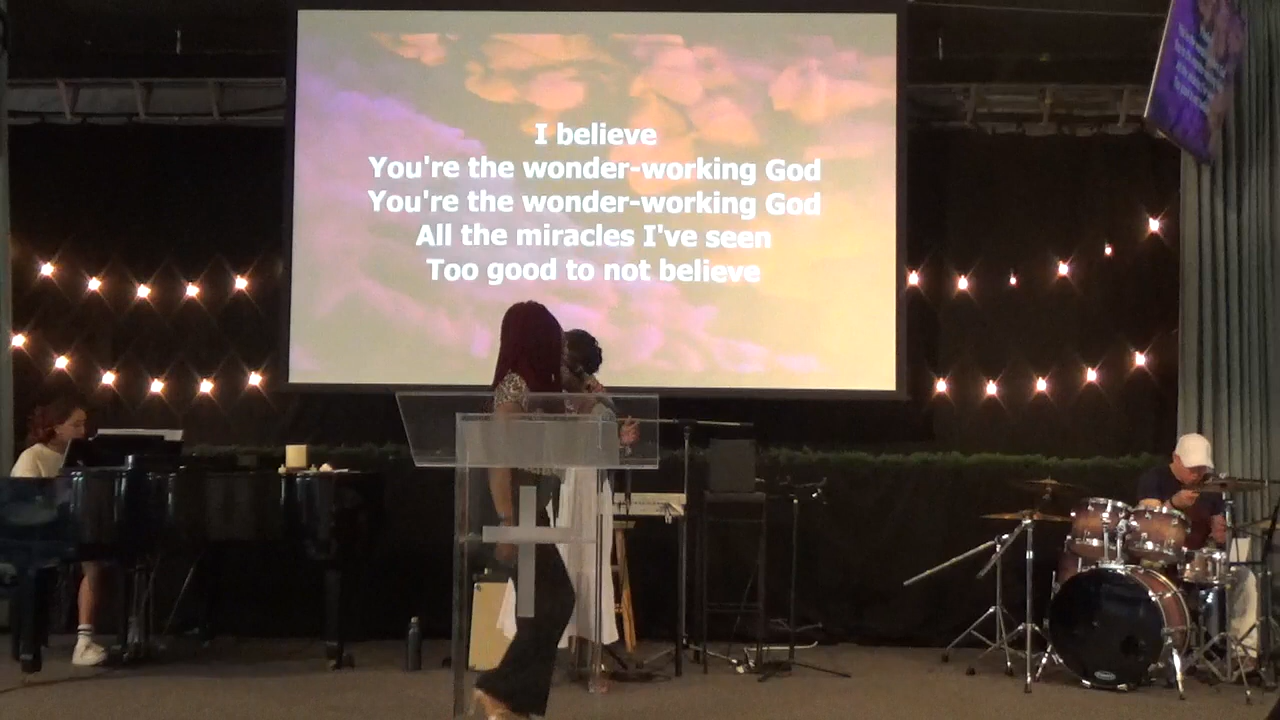 I believe
You're the wonder-working God
You're the wonder-working God
All the miracles I've seen
Too good to not believe